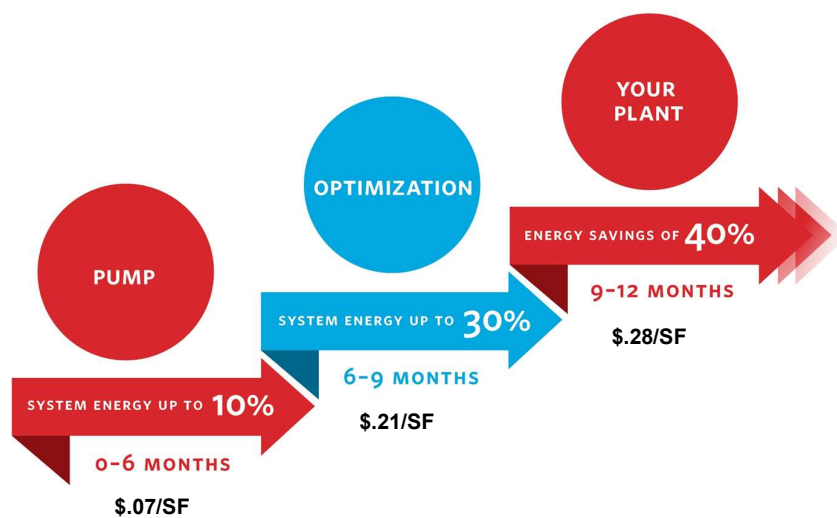 PUMP
SYSTEM ENERGY UP TO 10%
0-6 MONTHS
$.07/SF
OPTIMIZATION
SYSTEM ENERGY UP TO 30%
6-9 MONTHS
$.21/SF
YOUR
PLANT
ENERGY SAVINGS OF 40%
9-12 MONTHS
$.28/SF